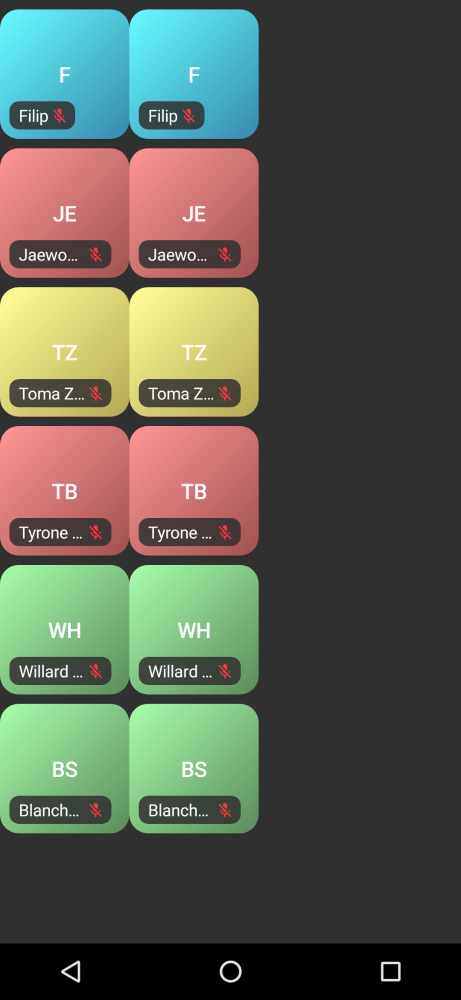 F F
Filip Filip
JE JE
Jaewo... Jaewo...
TZ TZ
Toma Z... Toma Z...
TB TB
Tyrone ... Tyrone ...
WH WH
Willard ... Willard ...
BS BS
Blanch... Blanch...